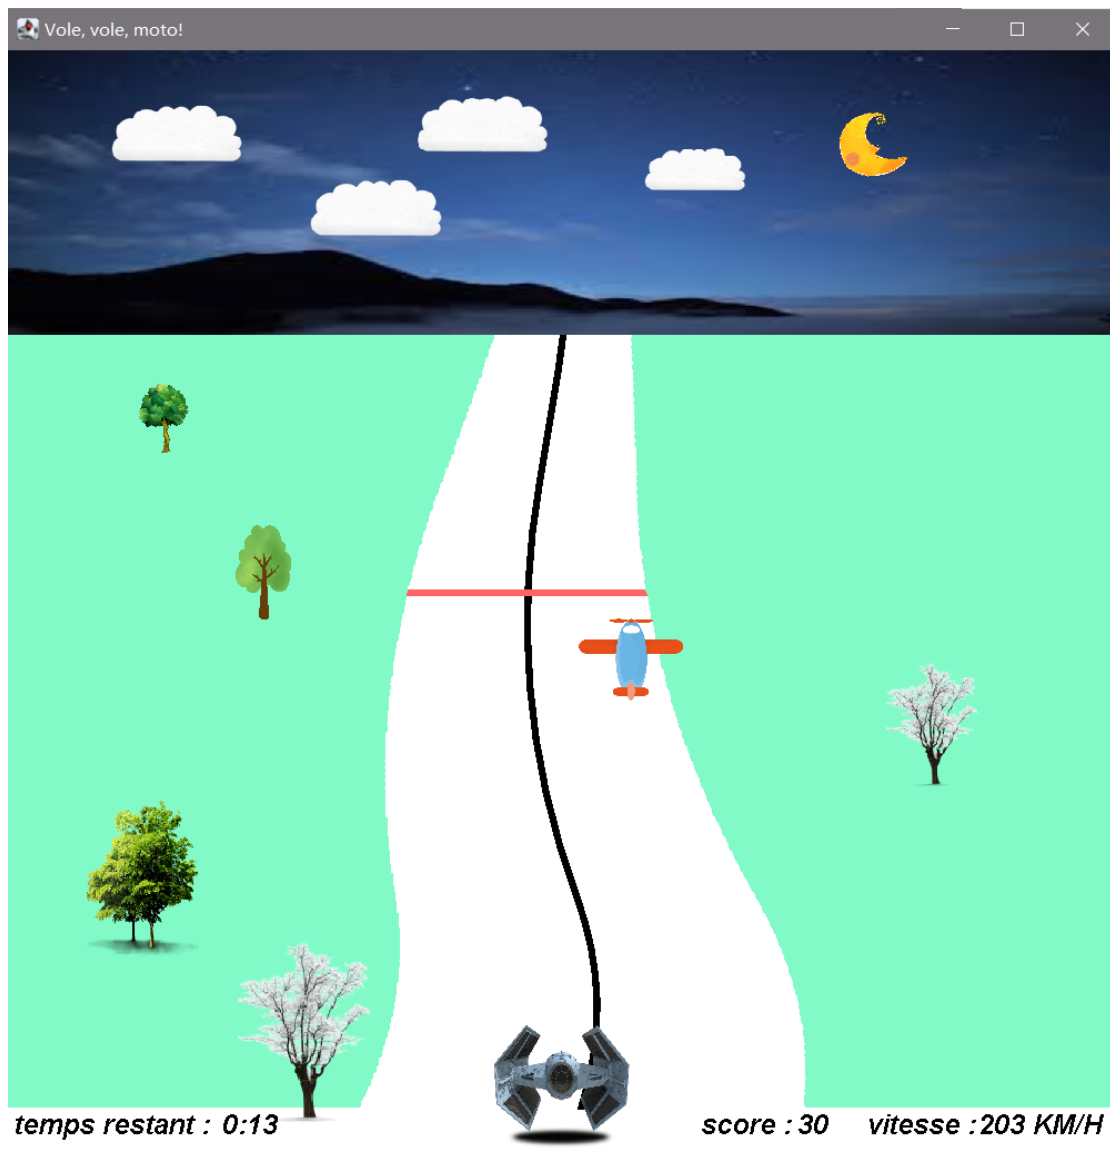 Vole, vole, moto!
temps restant : 0:13
score : 30
vitesse :203 KM/H